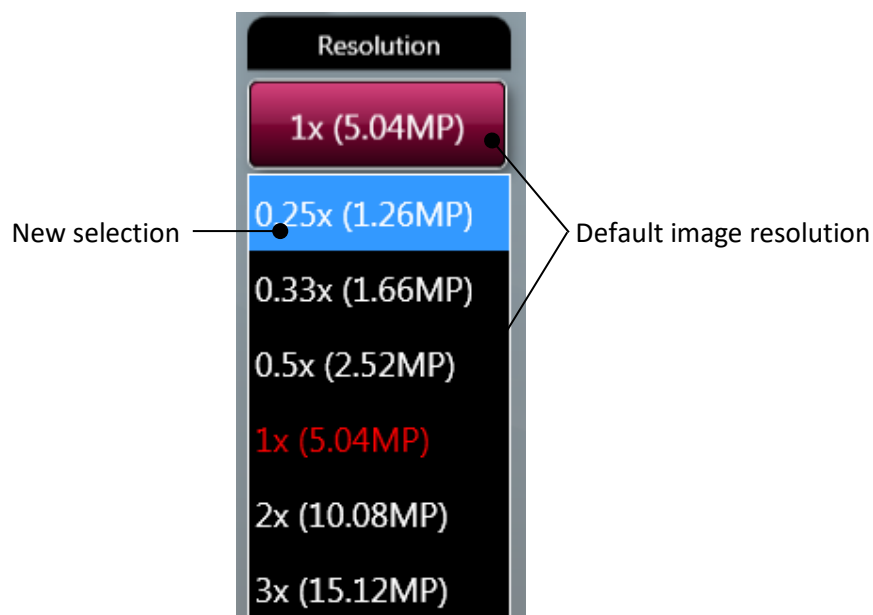 Resolution
1x (5.04MP)
New selection
0.25x (1.26MP)
Default image resolution
0.33x (1.66MP)
0.5x (2.52MP)
1x (5.04MP)
2x (10.08MP)
3x (15.12MP)